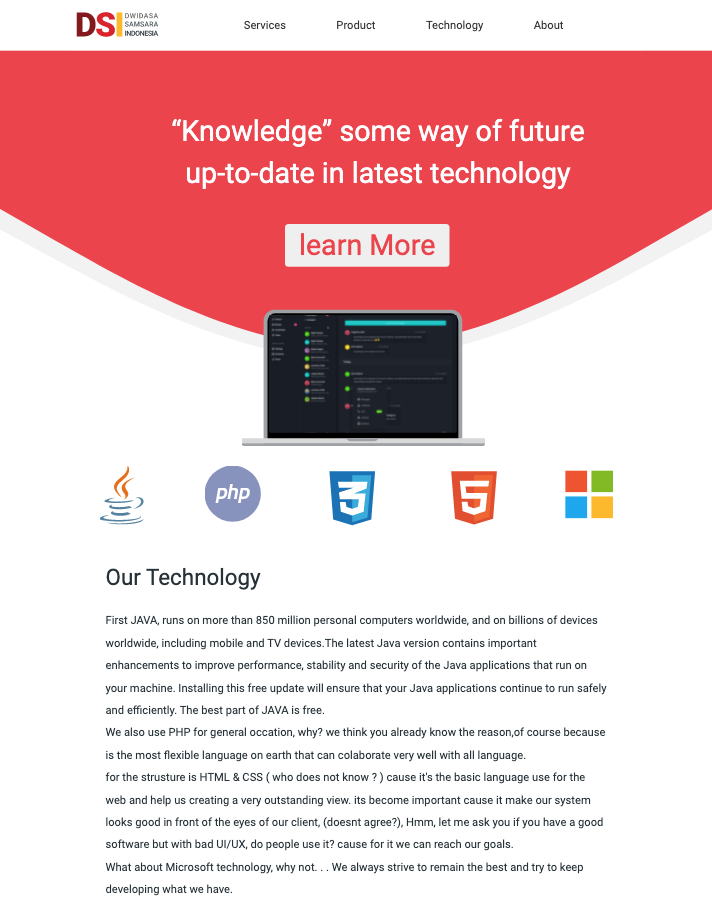 DSI DWIDASA
SAMSARA
INDONESIA
Services Product Technology About
“Knowledge” some way of future
up-to-date in latest technology
learn More
php 3 5
Our Technology
First JAVA, runs on more than 850 million personal computers worldwide, and on billions of devices
worldwide, including mobile and TV devices.The latest Java version contains important
enhancements to improve performance, stability and security of the Java applications that run on
your machine. Installing this free update will ensure that your Java applications continue to run safely
and efficiently. The best part of JAVA is free.
We also use PHP for general occation, why? we think you already know the reason,of course because
is the most flexible language on earth that can colaborate very well with all language.
for the strusture is HTML & CSS ( who does not know ? ) cause it's the basic language use for the
web and help us creating a very outstanding view. its become important cause it make our system
looks good in front of the eyes of our client, (doesnt agree?), Hmm, let me ask you if you have a good
software but with bad UI/UX, do people use it? cause for it we can reach our goals.
What about Microsoft technology, why not. . . We always strive to remain the best and try to keep
developing what we have.